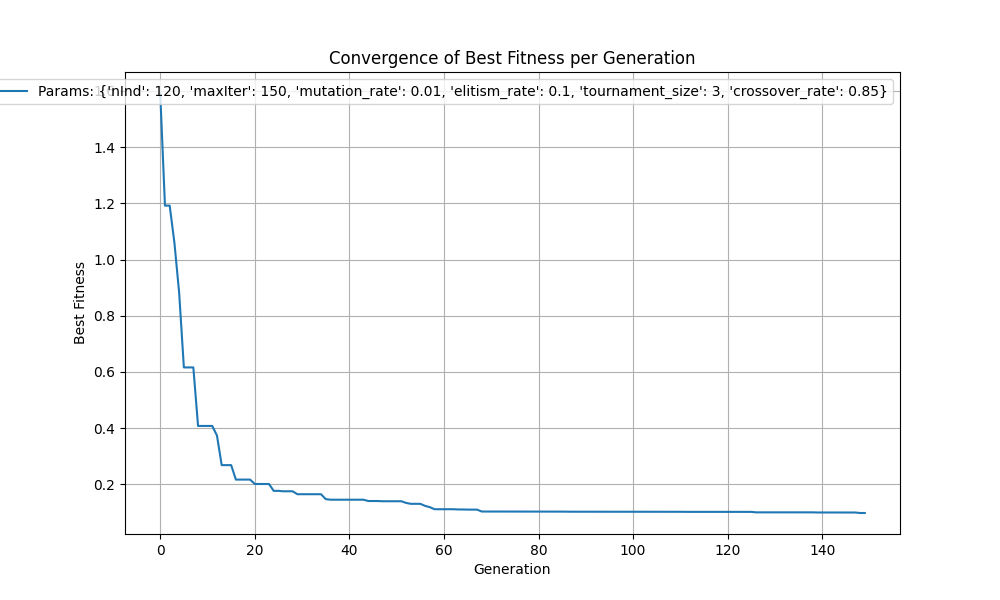 Convergence of Best Fitness per Generation
Params: {'nInd': 120, 'maxIter': 150, 'mutation_rate': 0.01, 'elitism_rate': 0.1, 'tournament_size': 3, 'crossover_rate': 0.85}
1.4
1.2
1.0
0.8
0.6
0.4
0.2
Best Fitness
0 20 40 60 80 100 120 140
Generation